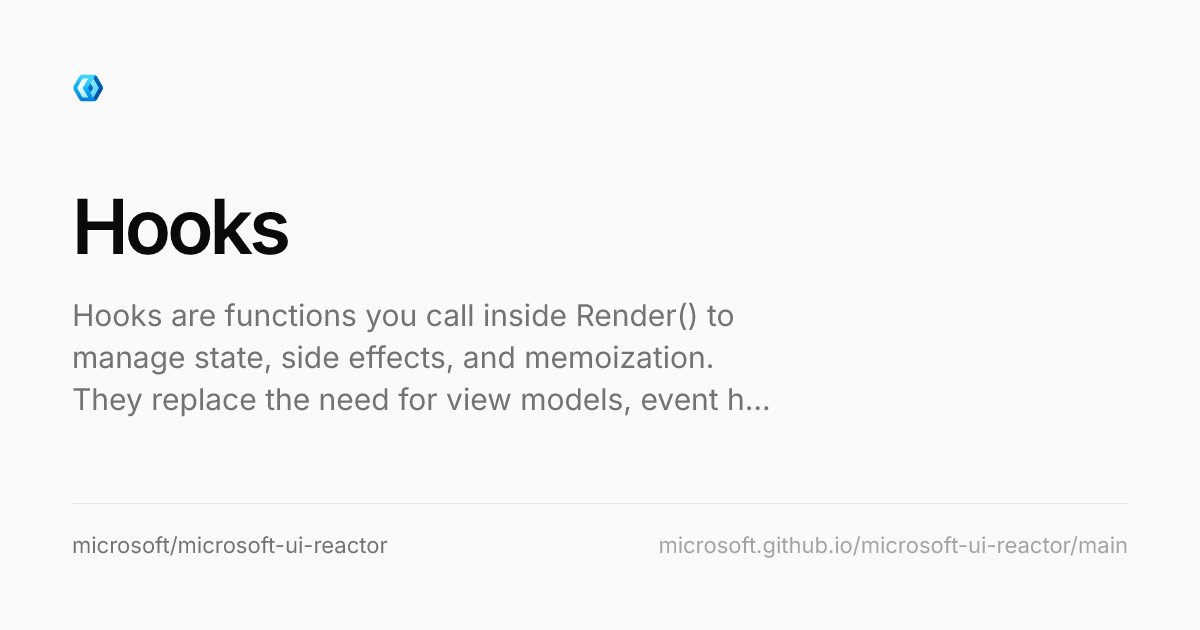 Hooks
Hooks are functions you call inside Render() to
manage state, side effects, and memoization.
They replace the need for view models, event h...
microsoft/microsoft-ui-reactor
microsoft.github.io/microsoft-ui-reactor/main